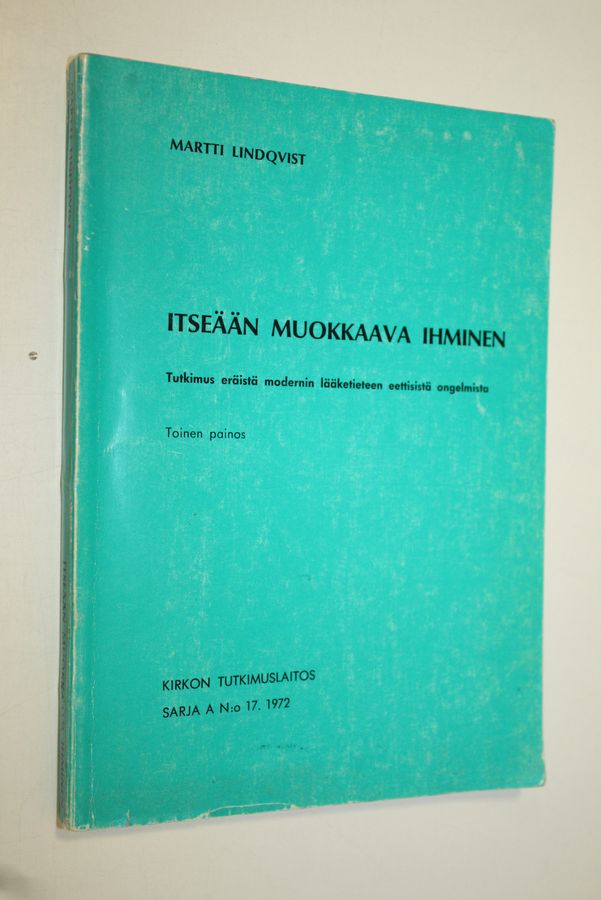 MARTTI LINDQVIST
ITSEÄÄN MUOKKAAVA IHMINEN
Tutkimus eräistä modernin lääketieteen eettisistä ongelmista
Toinen painos
KIRKON TUTKIMUSLAITOS
SARJA A N:o 17. 1972